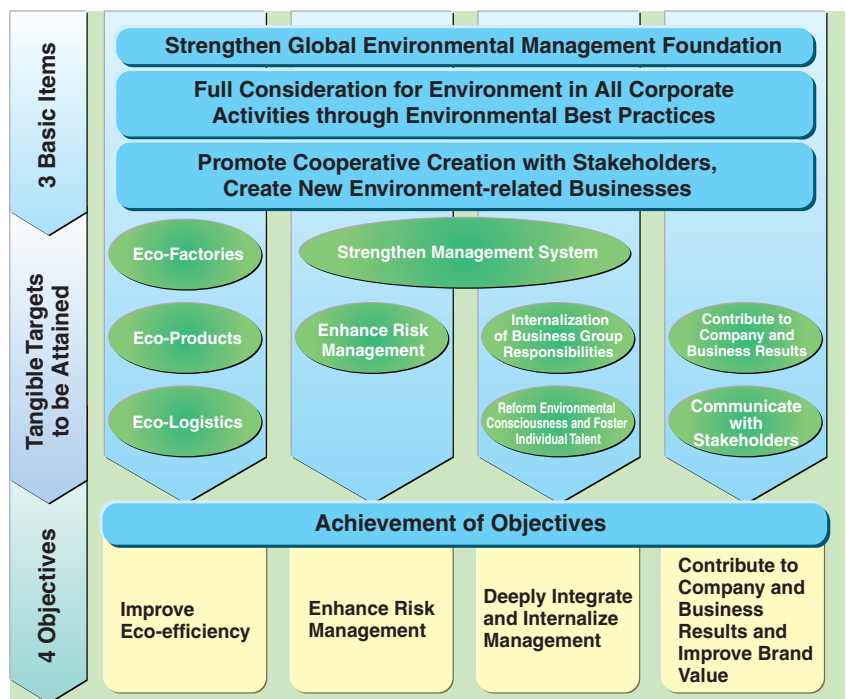 3 Basic Items
Strengthen Global Environmental Management Foundation
Full Consideration for Environment in All Corporate
Activities through Environmental Best Practices
Promote Cooperative Creation with Stakeholders,
Create New Environment-related Businesses
Tangible Targets
to be Attained
Eco-Factories
Strengthen Management System
Eco-Products
Enhance Risk
Management
Internalization
of Business Group
Responsibilities
Contribute to
Company and
Business Results
Eco-Logistics
Reform Environmental
Consciousness and Foster
Individual Talent
Communicate
with
Stakeholders
4 Objectives
Achievement of Objectives
Improve
Eco-efficiency
Enhance Risk
Management
Deeply Integrate
and Internalize
Management
Contribute to
Company and
Business
Results and
Improve Brand
Value